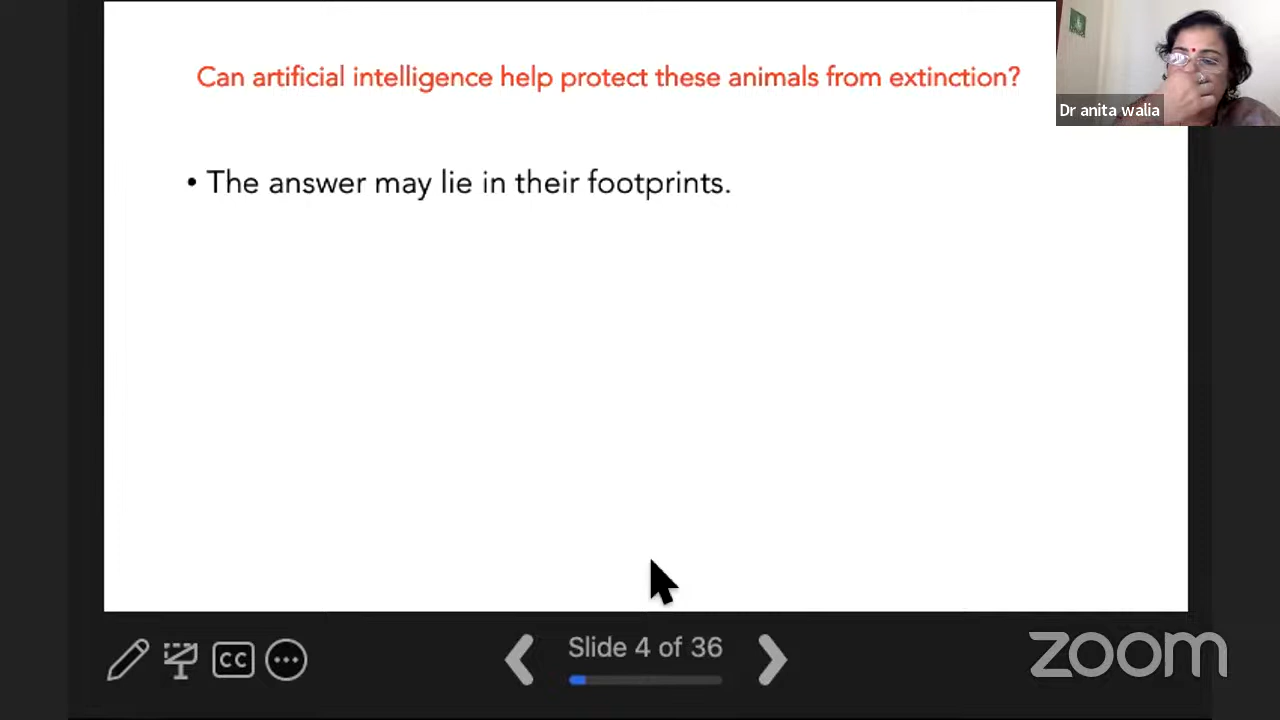 Can artificial intelligence help protect these animals from extinction?
Dr anita walia
• The answer may lie in their footprints.
CC
Slide 4 of 36
zoom